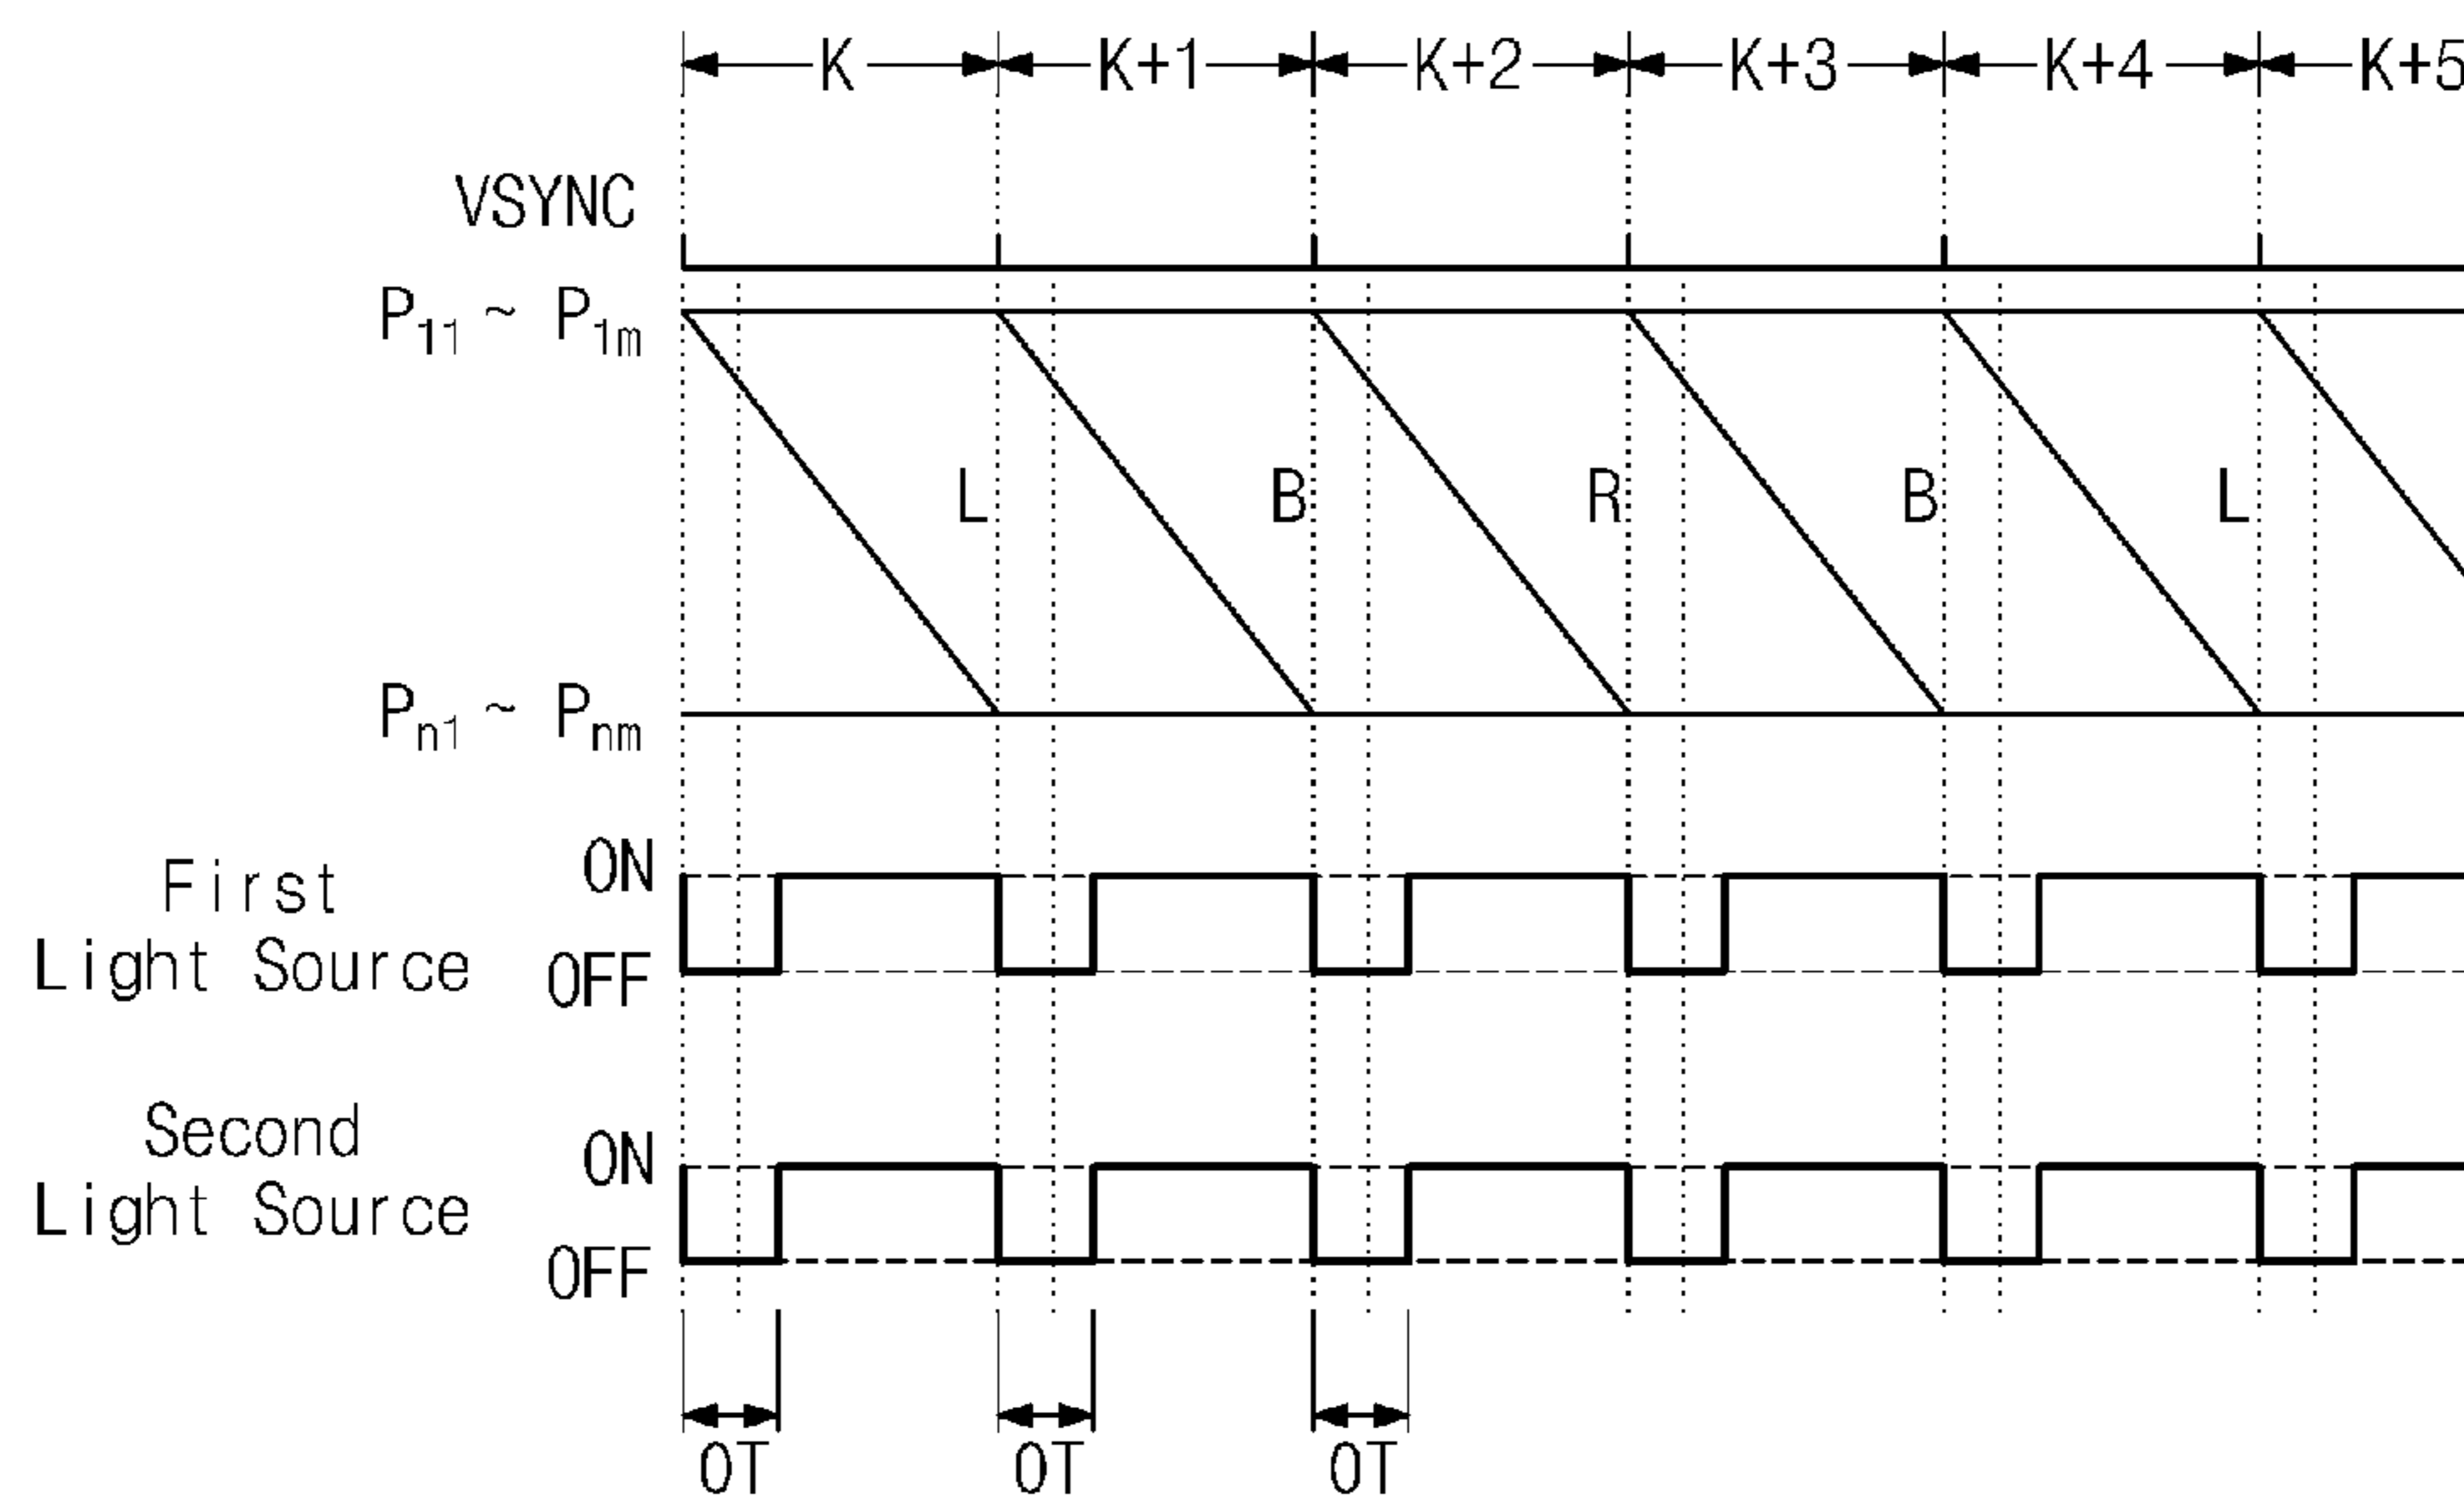 K K+1 K+2 K+3 K+4 K+5
VSYNC
P11 ~ P1m
L B R B L
Pn1 ~ Pnm
First
Light Source
ON
OFF
Second
Light Source
ON
OFF
OT OT OT